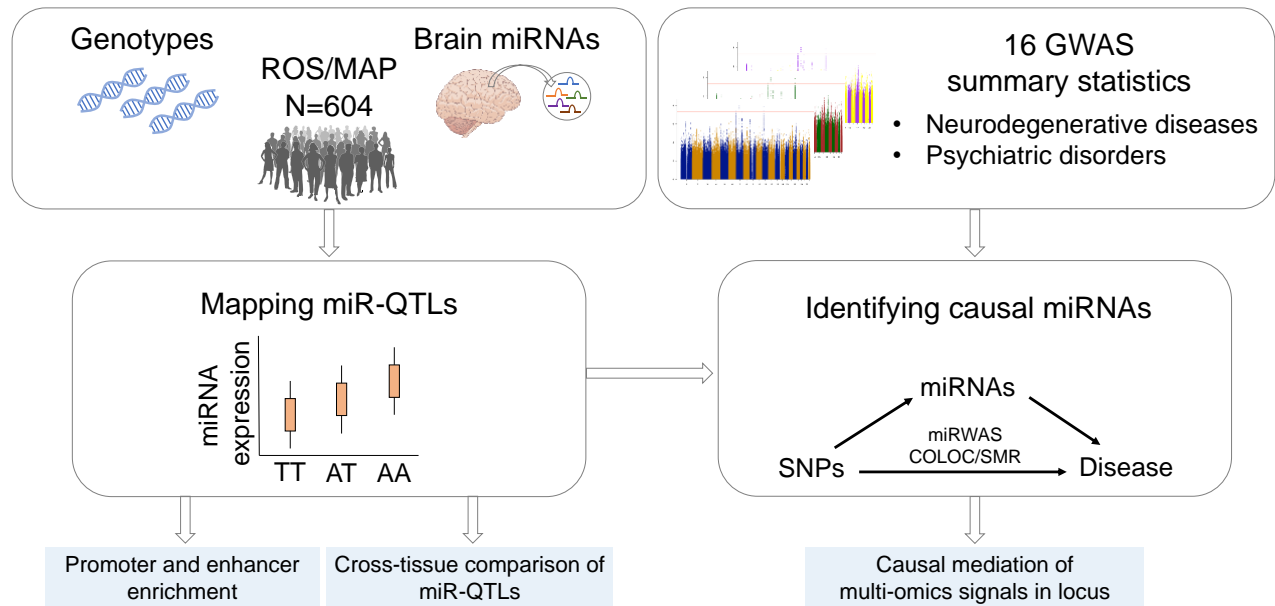 Genotypes
ROS/MAP
N=604
Brain miRNAs
16 GWAS
summary statistics
• Neurodegenerative diseases
• Psychiatric disorders
Mapping miR-QTLs
miRNA
expression
TT AT AA
Identifying causal miRNAs
miRNAs
miRWAS
COLOC/SMR
SNPs
Disease
Promoter and enhancer
enrichment
Cross-tissue comparison of
miR-QTLs
Causal mediation of
multi-omics signals in locus